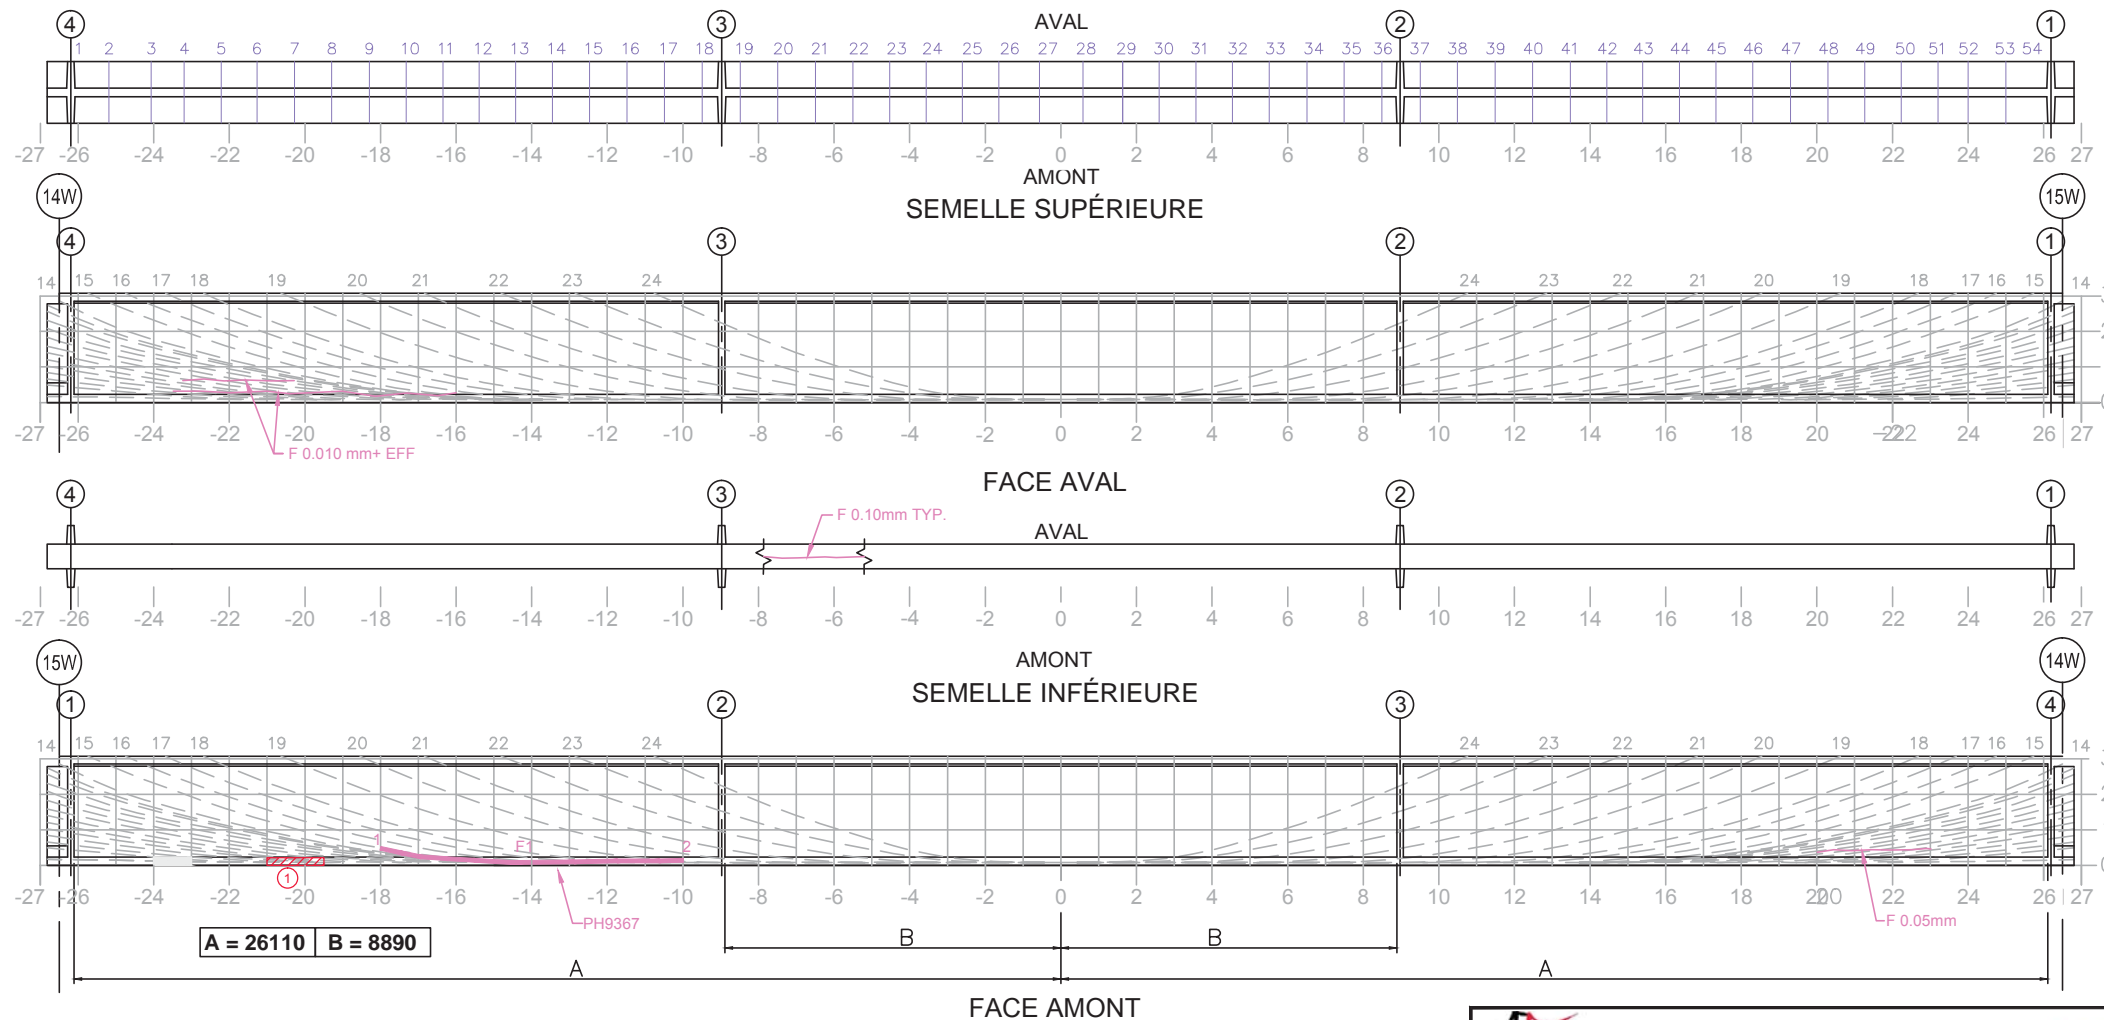 4 3 AVAL 2 1
1 2 3 4 5 6 7 8 9 10 11 12 13 14 15 16 17 18 19 20 21 22 23 24 25 26 27 28 29 30 31 32 33 34 35 36 37 38 39 40 41 42 43 44 45 46 47 48 49 50 51 52 53 54
-27 -26 -24 -22 -20 -18 -16 -14 -12 -10 -8 -6 -4 -2 0 2 4 6 8 10 12 14 16 18 20 22 24 26 27
AMONT
14W SEMELLE SUPÉRIEURE 15W
4 3 2 1
14 15 16 17 18 19 20 21 22 23 24 24 23 22 21 20 19 18 17 16 15 14
-27 -26 -24 -22 -20 -18 -16 -14 -12 -10 -8 -6 -4 -2 0 2 4 6 8 10 12 14 16 18 20 22 24 26 27
F 0.010 mm+ EFF
FACE AVAL
4 3 2 1
F 0.10mm TYP.
AVAL
-27 -26 -24 -22 -20 -18 -16 -14 -12 -10 -8 -6 -4 -2 0 2 4 6 8 10 12 14 16 18 20 22 24 26 27
15W AMONT 14W
SEMELLE INFÉRIEURE
1 2 3 4
14 15 16 17 18 19 20 21 22 23 24 24 23 22 21 20 19 18 17 16 15 14
1 F1 2
1
-27 -26 -24 -22 -20 -18 -16 -14 -12 -10 -8 -6 -4 -2 0 2 4 6 8 10 12 14 16 18 20 22 24 26 27
PH9367
F 0.05mm
A = 26110 B = 8890
B B
A A
FACE AMONT